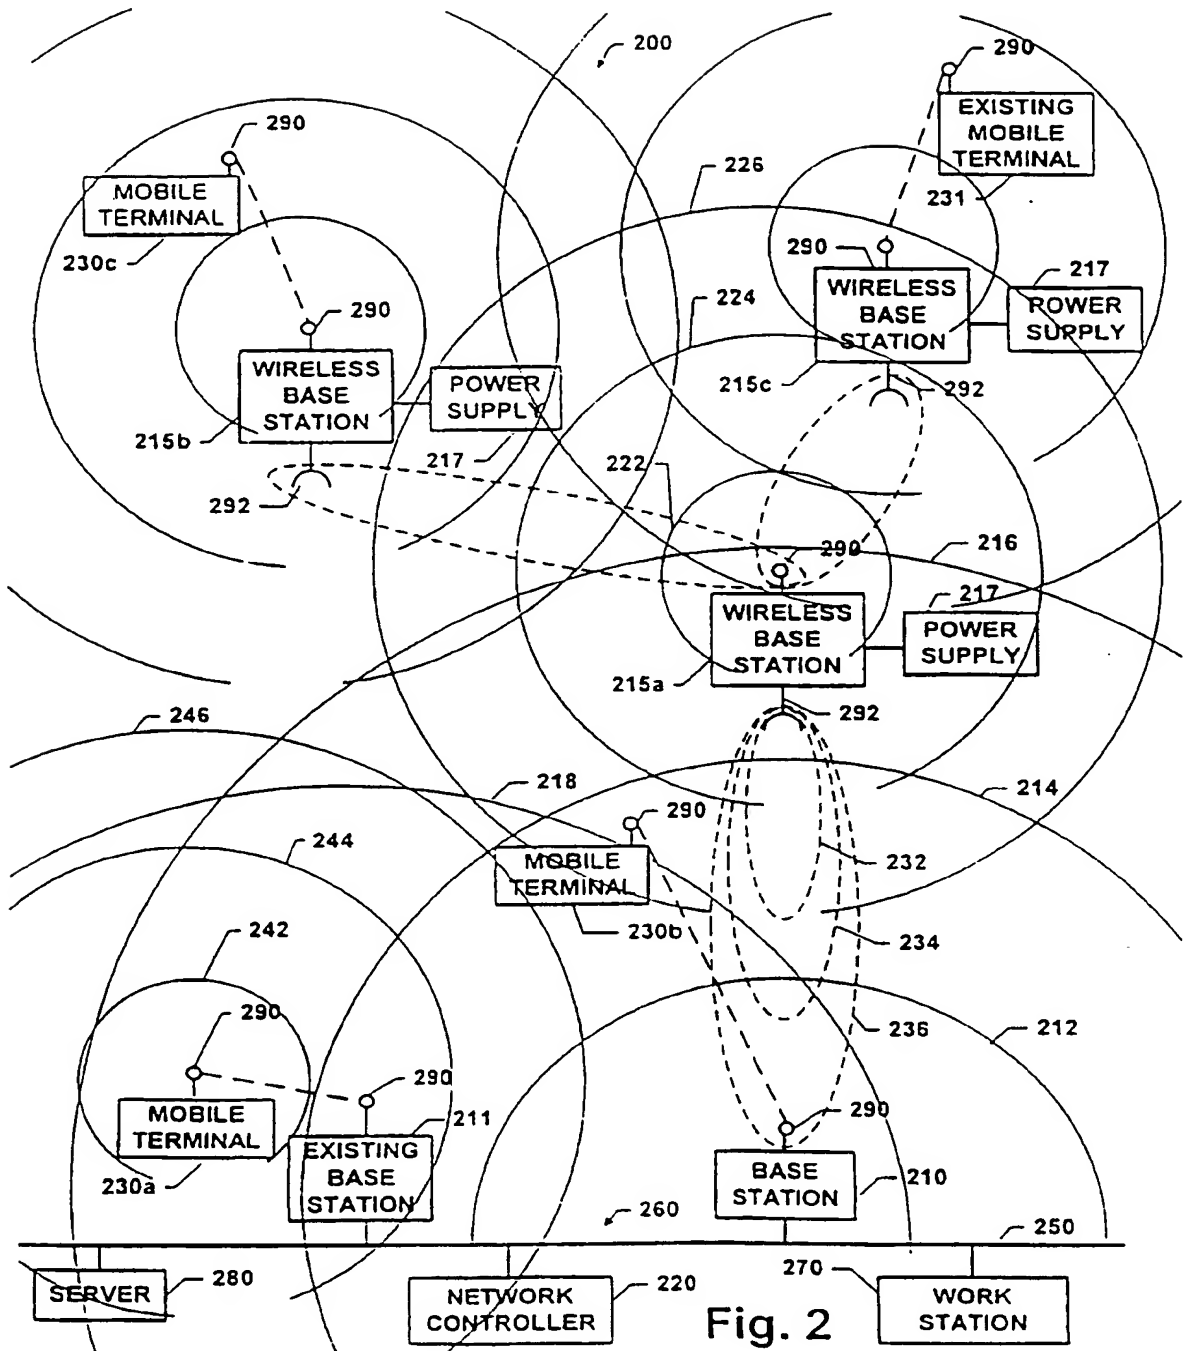 200
290
EXISTING
MOBILE
TERMINAL
231
290
MOBILE
TERMINAL
230c
226
290
WIRELESS
BASE
STATION
215c
217
POWER
SUPPLY
224
290
WIRELESS
BASE
STATION
215b
POWER
SUPPLY
217
292
292
222
290
216
WIRELESS
BASE
STATION
215a
217
POWER
SUPPLY
292
246
218
214
290
MOBILE
TERMINAL
230b
232
244
234
242
236
212
290
MOBILE
TERMINAL
230a
290
211
EXISTING
BASE
STATION
290
BASE
STATION
210
260
250
SERVER
280
NETWORK
CONTROLLER
220
270
WORK
STATION
Fig. 2